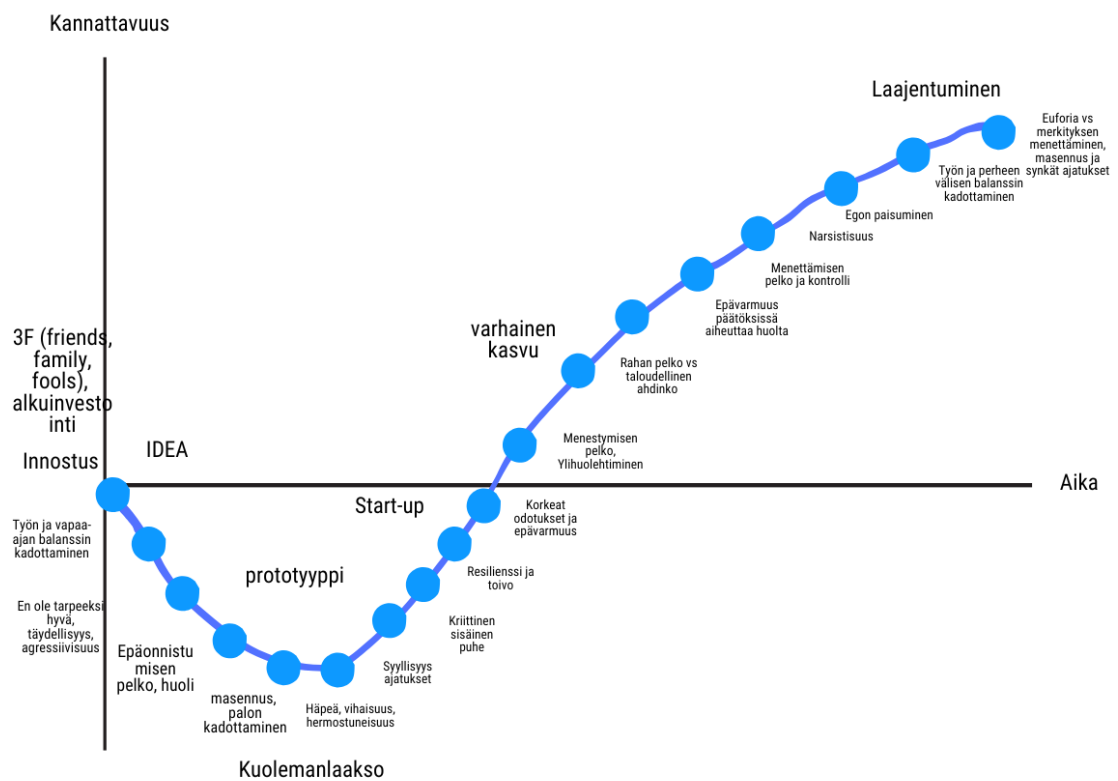 Kannattavuus
Laajentuminen
Euforia vs
merkityksen
menettäminen,
masennus ja
synkät ajatukset
Työn ja perheen
välisen balanssin
kadottaminen
Egon paisuminen
Narsistisuus
Menettämisen
pelko ja kontrolli
Epävarmuus
päätöksissä
aiheuttaa huolta
varhainen
kasvu
Rahan pelko vs
taloudellinen
ahdinko
3F (friends,
family,
fools),
alkuinvesto
inti
Innostus
IDEA
Menestymisen
pelko,
Ylihuolehtiminen
Aika
Start-up
Korkeat
odotukset ja
epävarmuus
Työn ja vapaa-
ajan balanssin
kadottaminen
prototyyppi
Resilienssi ja
toivo
En ole tarpeeksi
hyvä,
täydellisyys,
agressiivisuus
Kriittinen
sisäinen
puhe
Epäonnistu
misen
pelko, huoli
Syyllisyys
ajatukset
masennus,
palon
kadottaminen
Häpeä, vihaisuus,
hermostuneisuus
Kuolemanlaakso